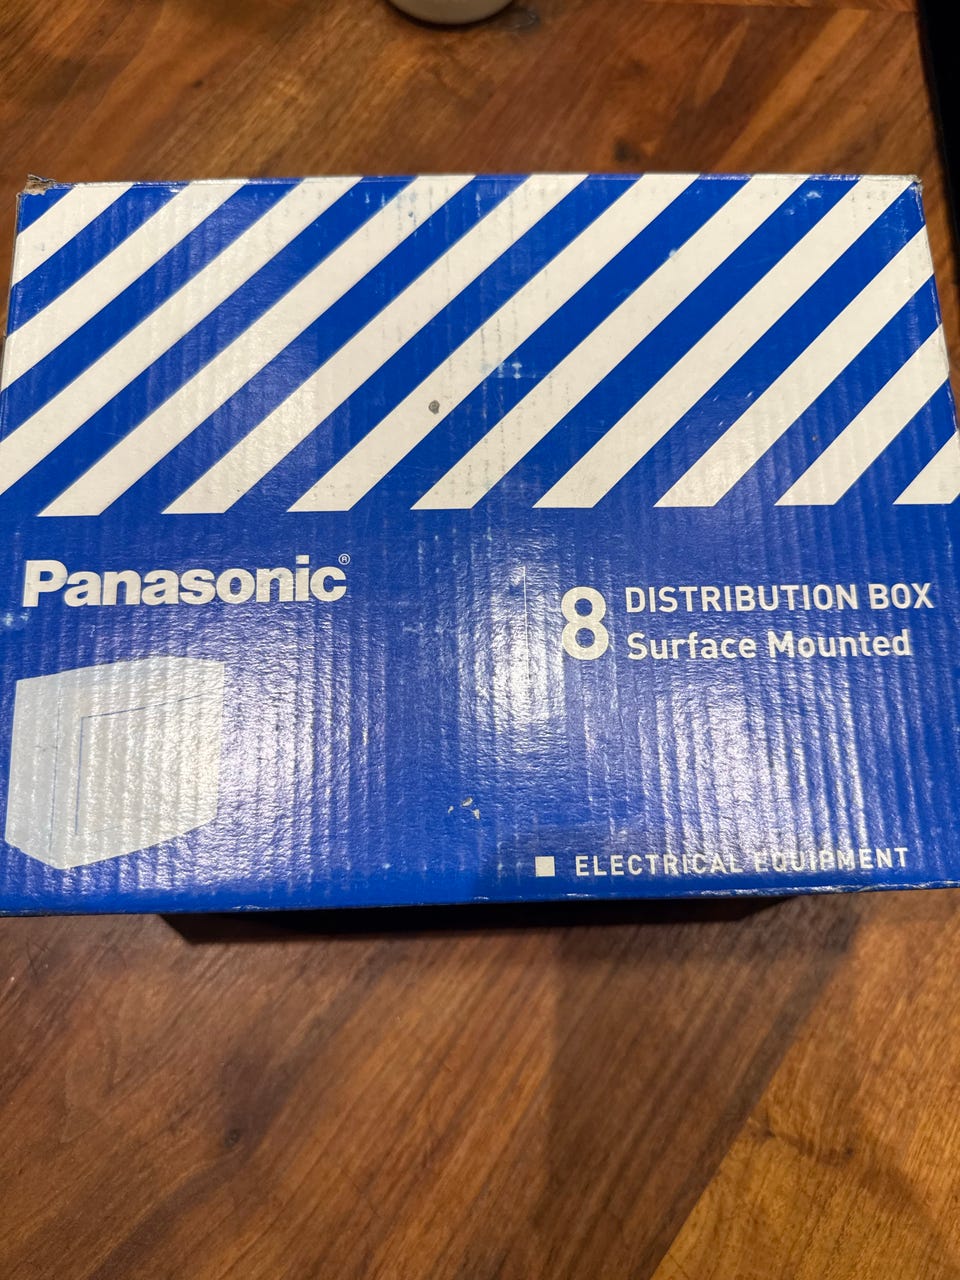 Panasonic®
8 DISTRIBUTION BOX
Surface Mounted
ELECTRICAL EQUIPMENT